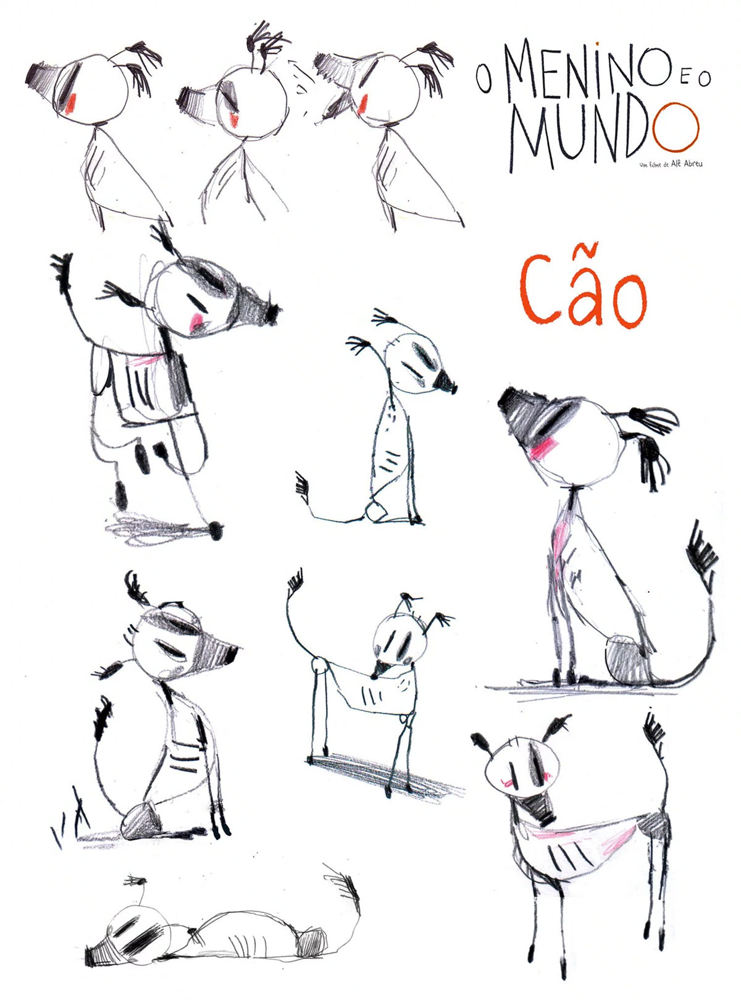 O MENINO E O
MUNDO
Um filme de Alê Abreu
Cão